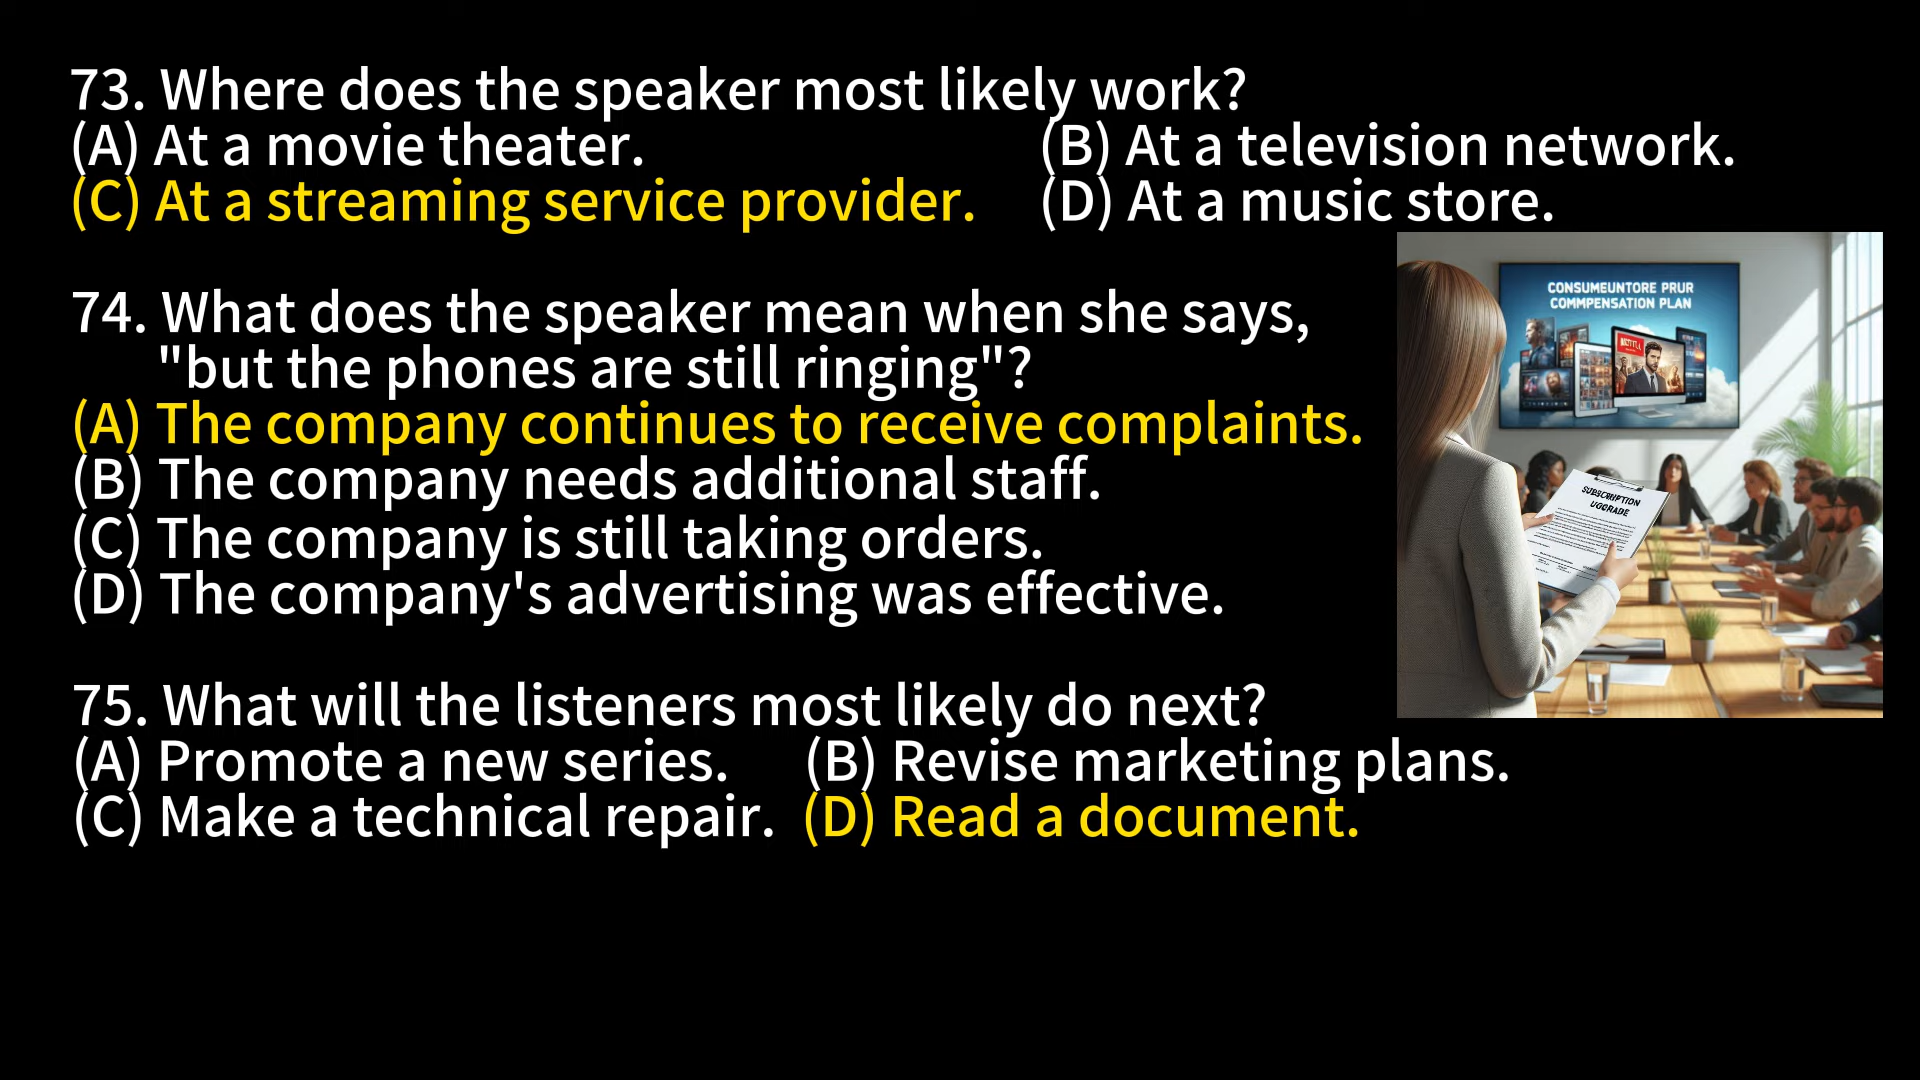 73. Where does the speaker most likely work?
(A) At a movie theater. (B) At a television network.
(C) At a streaming service provider. (D) At a music store.
74. What does the speaker mean when she says,
"but the phones are still ringing"?
(A) The company continues to receive complaints.
(B) The company needs additional staff.
(C) The company is still taking orders.
(D) The company's advertising was effective.
75. What will the listeners most likely do next?
(A) Promote a new series. (B) Revise marketing plans.
(C) Make a technical repair. (D) Read a document.
CONSUMEUNTORE PRUR
COMMPENSATION PLAN
SUBSCRIPTION
UGGRADE